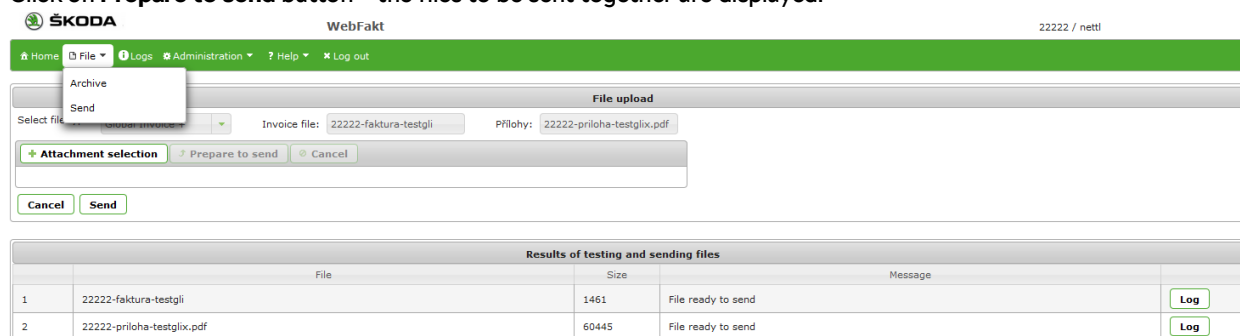 Click on Prepare to send button – the files to be sent together are displayed.
ŠKODA WebFakt 22222 / nettl
Home File Logs Administration ? Help Log out
Archive
Send
File upload
Select file Global Invoice 4 Invoice file: 22222-faktura-testgli Přílohy: 22222-priloha-testglix.pdf
+ Attachment selection Prepare to send Cancel
Cancel Send
Results of testing and sending files
File Size Message
1 22222-faktura-testgli 1461 File ready to send Log
2 22222-priloha-testglix.pdf 60445 File ready to send Log